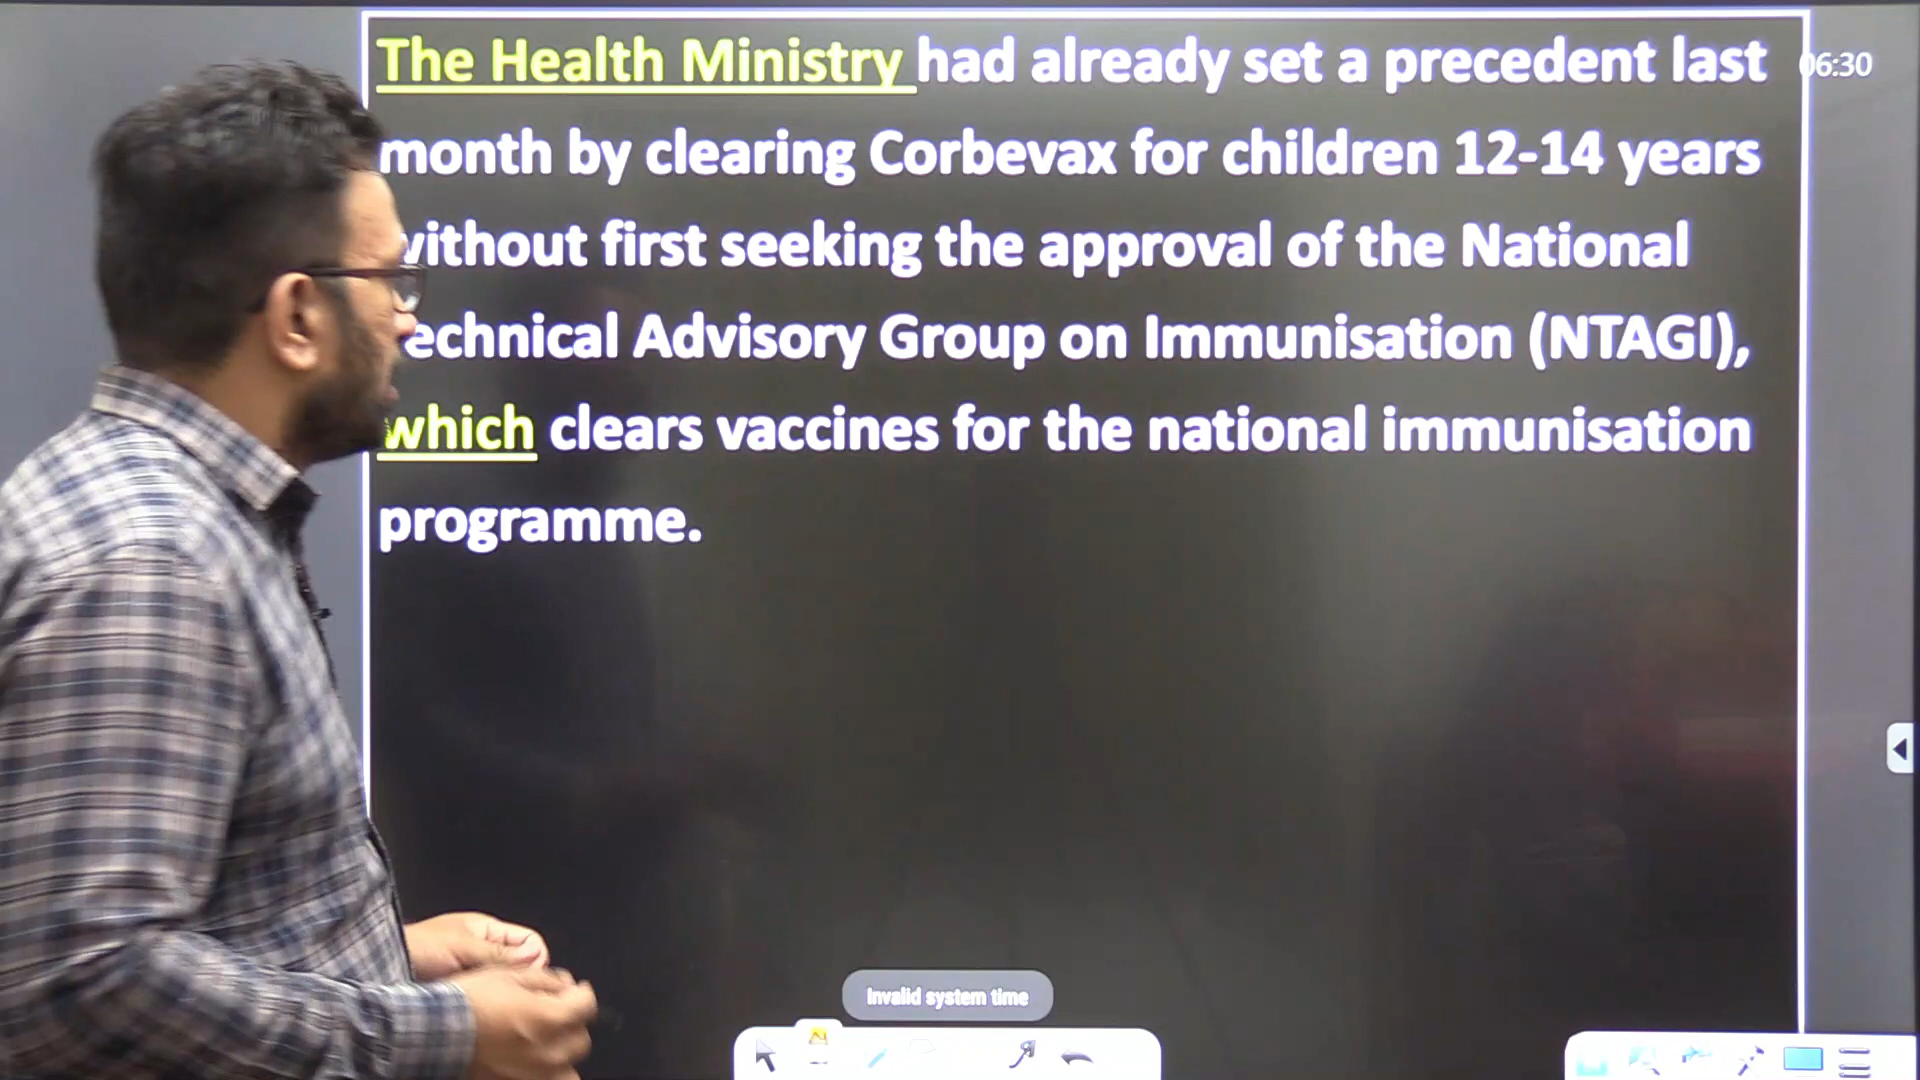 The Health Ministry had already set a precedent last
06:30
month by clearing Corbevax for children 12-14 years
without first seeking the approval of the National
Technical Advisory Group on Immunisation (NTAGI),
which clears vaccines for the national immunisation
programme.
Invalid system time